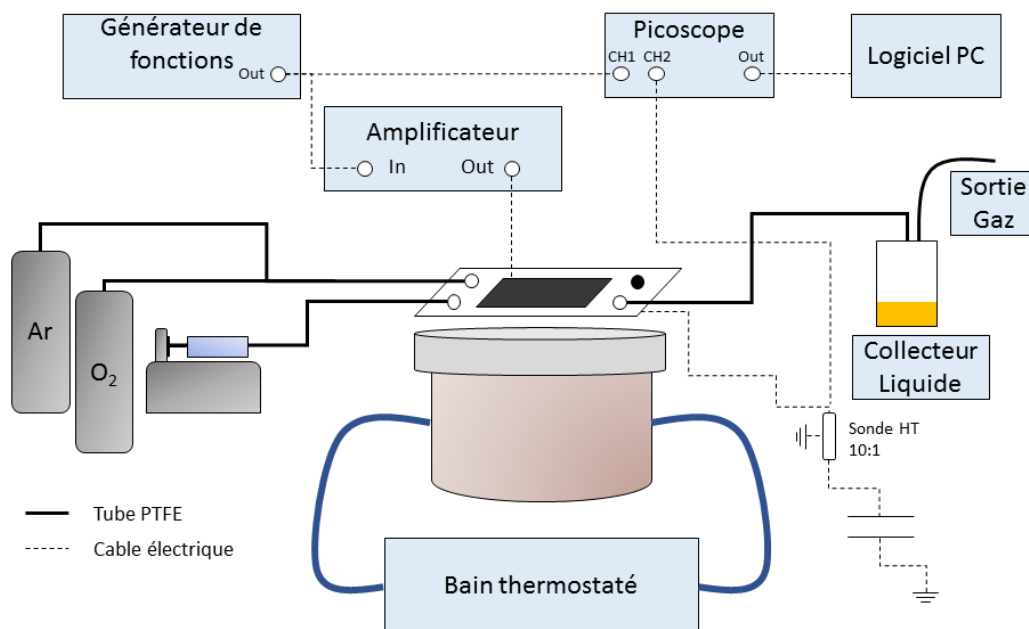 Générateur de
fonctions
Out
Picoscope
CH1 CH2 Out
Logiciel PC
Amplificateur
In Out
Sortie
Gaz
Ar
O₂
Collecteur
Liquide
Sonde HT
10:1
Tube PTFE
Cable électrique
Bain thermostaté